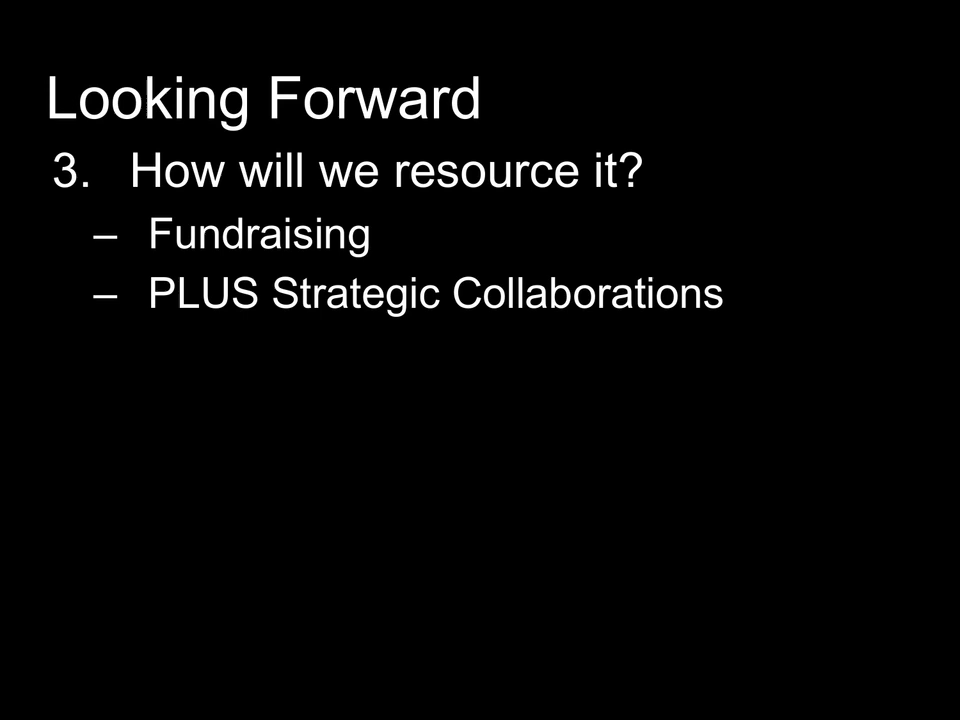 Looking Forward
3. How will we resource it?
– Fundraising
– PLUS Strategic Collaborations